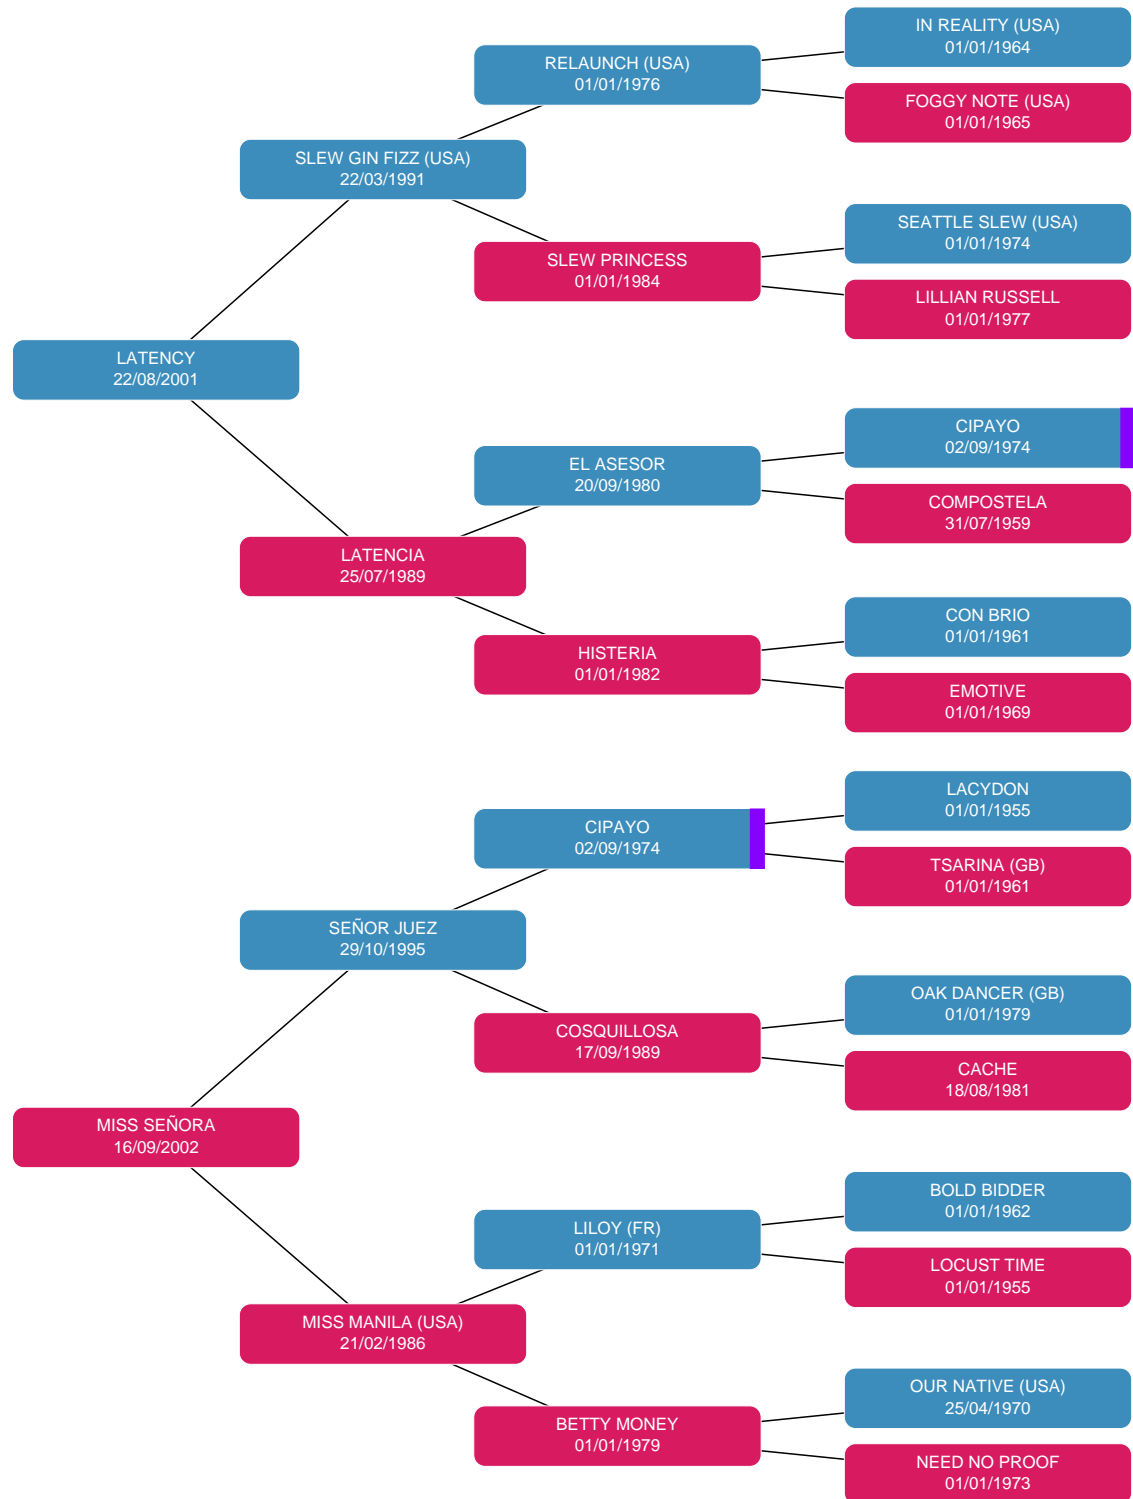 IN REALITY (USA)
01/01/1964
RELAUNCH (USA)
01/01/1976
FOGGY NOTE (USA)
01/01/1965
SLEW GIN FIZZ (USA)
22/03/1991
SEATTLE SLEW (USA)
01/01/1974
SLEW PRINCESS
01/01/1984
LILLIAN RUSSELL
01/01/1977
LATENCY
22/08/2001
CIPAYO
02/09/1974
EL ASESOR
20/09/1980
COMPOSTELA
31/07/1959
LATENCIA
25/07/1989
CON BRIO
01/01/1961
HISTERIA
01/01/1982
EMOTIVE
01/01/1969
LACYDON
01/01/1955
CIPAYO
02/09/1974
TSARINA (GB)
01/01/1961
SEÑOR JUEZ
29/10/1995
OAK DANCER (GB)
01/01/1979
COSQUILLOSA
17/09/1989
CACHE
18/08/1981
MISS SEÑORA
16/09/2002
BOLD BIDDER
01/01/1962
LILOY (FR)
01/01/1971
LOCUST TIME
01/01/1955
MISS MANILA (USA)
21/02/1986
OUR NATIVE (USA)
25/04/1970
BETTY MONEY
01/01/1979
NEED NO PROOF
01/01/1973